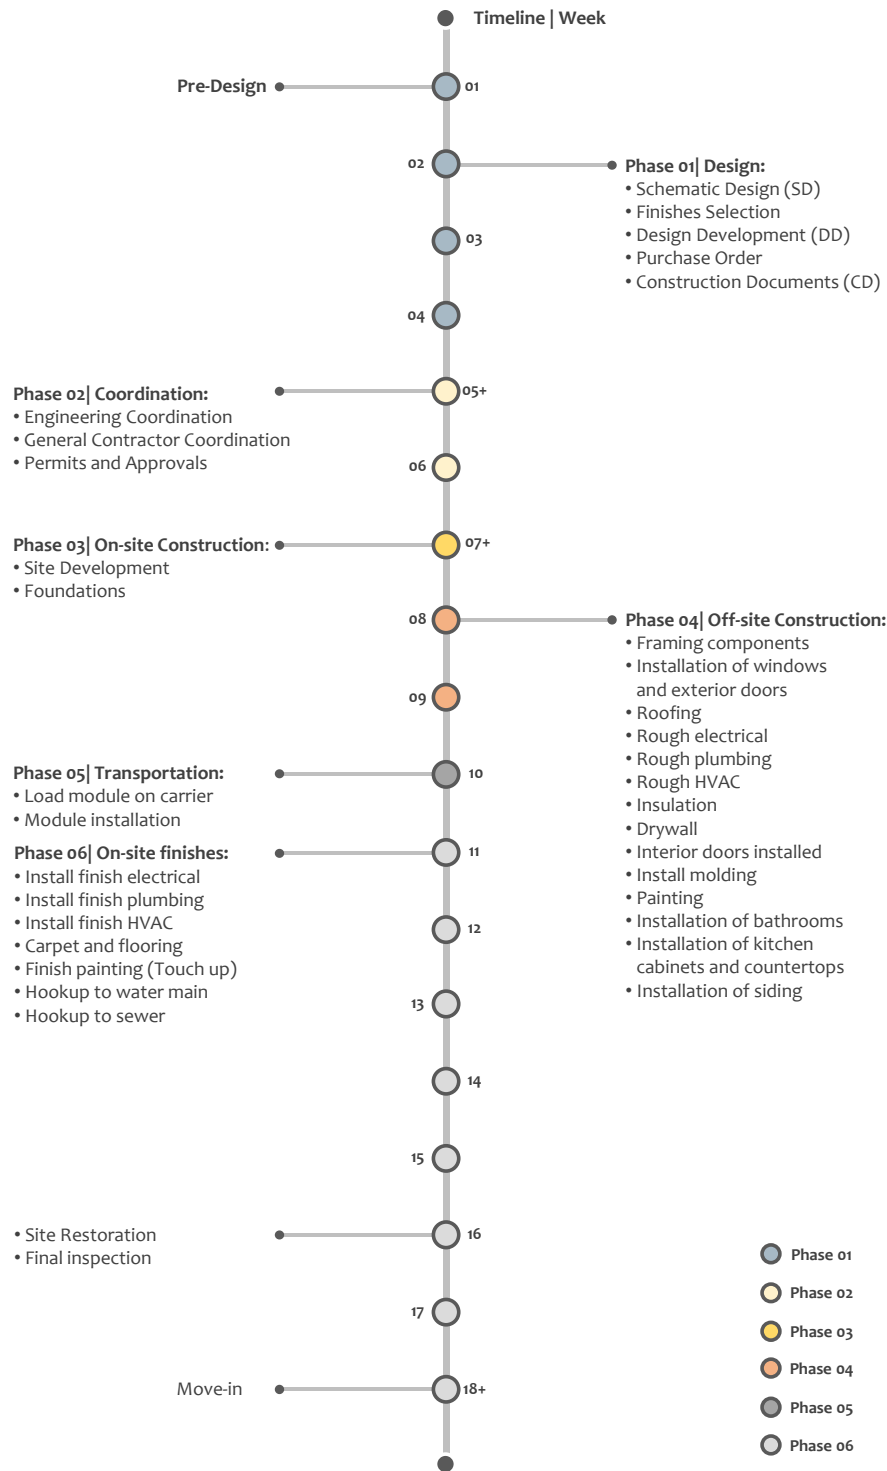 Timeline | Week
Pre-Design
01
02
Phase 01| Design:
• Schematic Design (SD)
• Finishes Selection
• Design Development (DD)
• Purchase Order
• Construction Documents (CD)
03
04
Phase 02| Coordination:
• Engineering Coordination
• General Contractor Coordination
• Permits and Approvals
05+
06
Phase 03| On-site Construction:
• Site Development
• Foundations
07+
08
Phase 04| Off-site Construction:
• Framing components
• Installation of windows
and exterior doors
• Roofing
• Rough electrical
• Rough plumbing
• Rough HVAC
• Insulation
• Drywall
• Interior doors installed
• Install molding
• Painting
• Installation of bathrooms
• Installation of kitchen
cabinets and countertops
• Installation of siding
09
Phase 05| Transportation:
• Load module on carrier
• Module installation
10
Phase 06| On-site finishes:
• Install finish electrical
• Install finish plumbing
• Install finish HVAC
• Carpet and flooring
• Finish painting (Touch up)
• Hookup to water main
• Hookup to sewer
11
12
13
14
15
• Site Restoration
• Final inspection
16
17
Move-in
18+
Phase 01
Phase 02
Phase 03
Phase 04
Phase 05
Phase 06